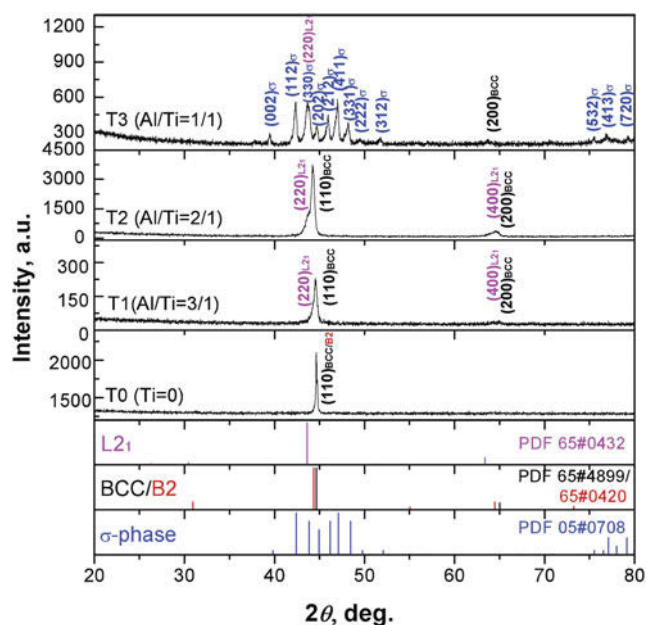 Intensity, a.u.
1200
900
600
300
(002)σ
(112)σ
(330)σ
(220)L2₁
(202)σ
(212)σ
(411)σ
(331)σ
(222)σ
(312)σ
(200)BCC
(532)σ
(413)σ
(720)σ
T3 (Al/Ti=1/1)
4500
3000
1500
0
(220)L2₁
(110)BCC
(400)L2₁
(200)BCC
T2 (Al/Ti=2/1)
300
150
0
(220)L2₁
(110)BCC
(400)L2₁
(200)BCC
T1(Al/Ti=3/1)
2000
1500
(110)BCC/B2
T0 (Ti=0)
L2₁
PDF 65#0432
BCC/B2
PDF 65#4899/
65#0420
σ-phase
PDF 05#0708
20 30 40 50 60 70 80
2θ, deg.